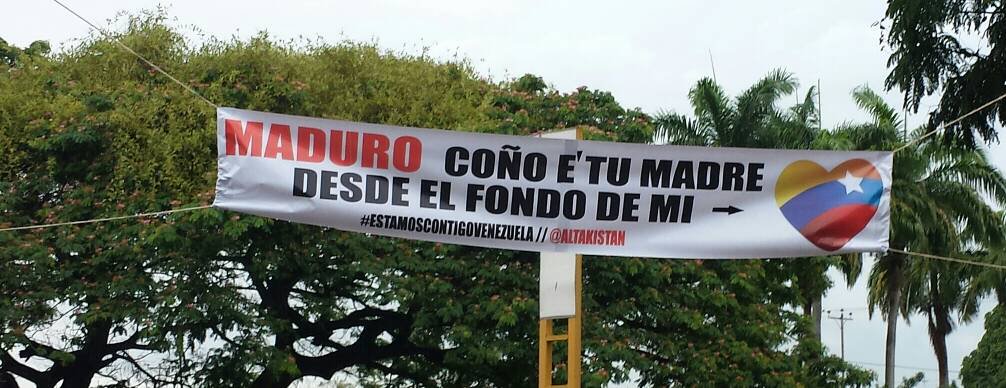 MADURO COÑO E' TU MADRE
DESDE EL FONDO DE MI →
#ESTAMOSCONTIGOVENEZUELA // @ALTAKISTAN